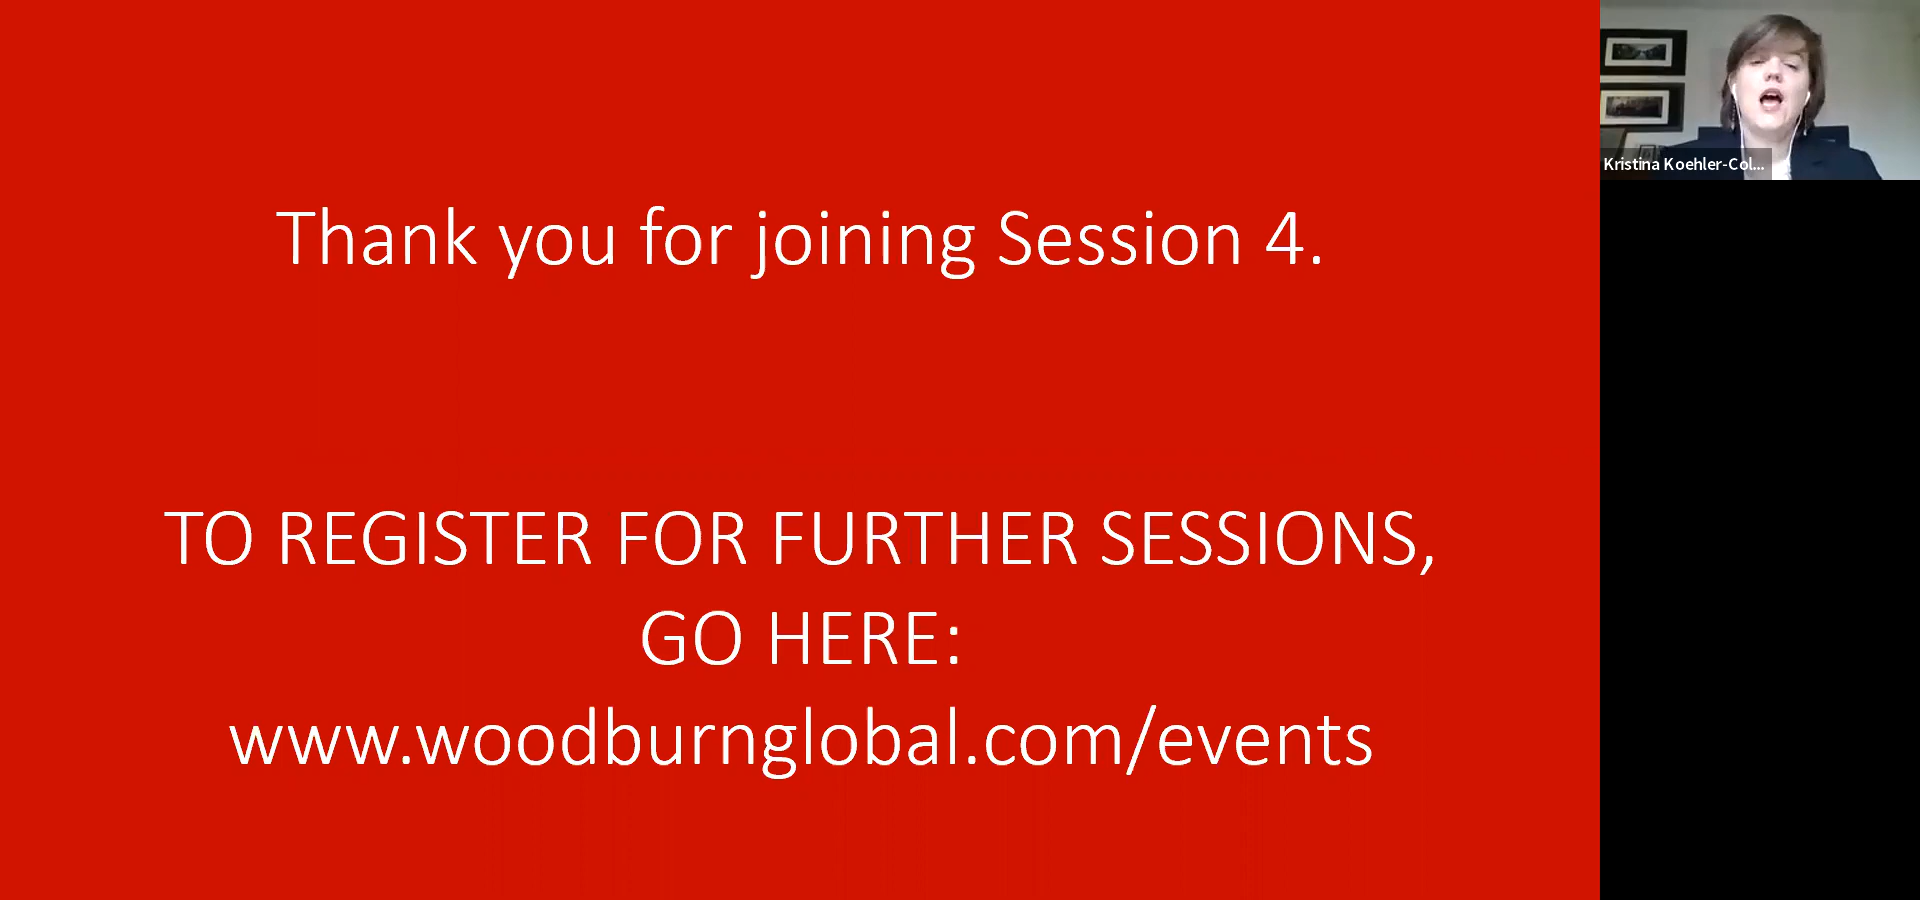 Thank you for joining Session 4.
TO REGISTER FOR FURTHER SESSIONS,
GO HERE:
www.woodburnglobal.com/events
Kristina Koehler-Col...